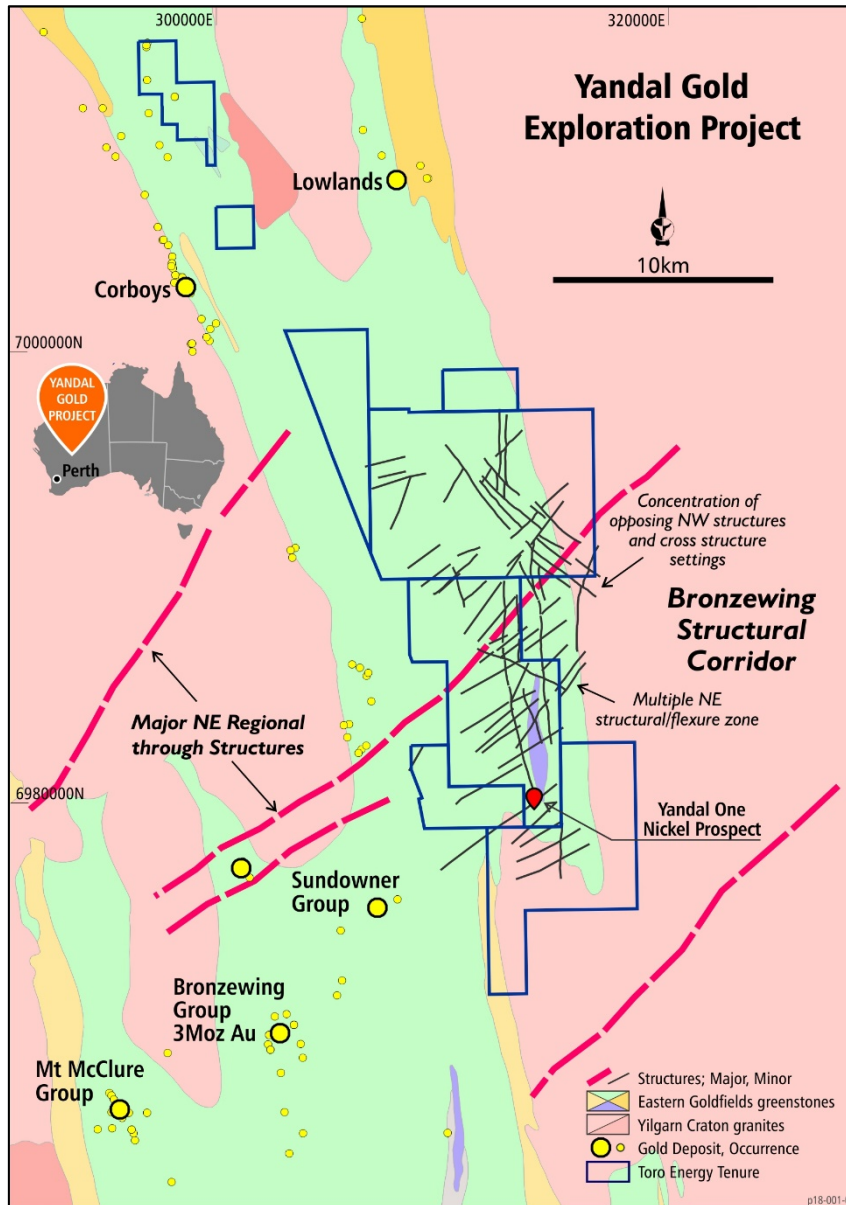 300000E
320000E
Yandal Gold
Exploration Project
Lowlands
10km
Corboys
7000000N
YANDAL
GOLD
PROJECT
Perth
Concentration of
opposing NW structures
and cross structure
settings
Bronzewing
Structural
Corridor
Multiple NE
structural/flexure zone
Major NE Regional
through Structures
6980000N
Yandal One
Nickel Prospect
Sundowner
Group
Bronzewing
Group
3Moz Au
Mt McClure
Group
Structures; Major, Minor
Eastern Goldfields greenstones
Yilgarn Craton granites
Gold Deposit, Occurrence
Toro Energy Tenure